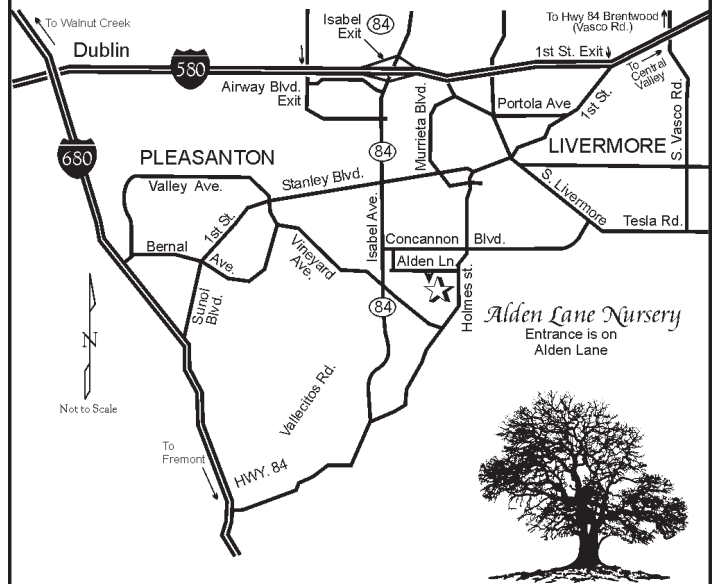 To Walnut Creek
Dublin
Isabel
Exit
84
To Hwy 84 Brentwood
(Vasco Rd.)
1st St. Exit
580
Airway Blvd.
Exit
To
Central
Valley
Murrieta Blvd.
Portola Ave
1st St.
S. Vasco Rd.
680
PLEASANTON
84
LIVERMORE
Valley Ave.
Stanley Blvd.
Isabel Ave.
S. Livermore
Tesla Rd.
1st St.
Bernal
Ave.
Vineyard
Ave.
Concannon Blvd.
Alden Ln
Sunol
Blvd.
84
Holmes st.
Alden Lane Nursery
Entrance is on
Alden Lane
N
Not to Scale
Vallecitos Rd.
To
Fremont
HWY. 84